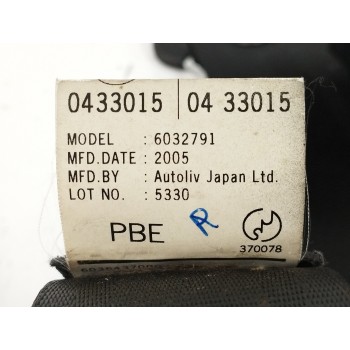 0433015 | 04 33015
MODEL : 6032791
MFD.DATE : 2005
MFD.BY : Autoliv Japan Ltd.
LOT NO. : 5330
PBE R
370078